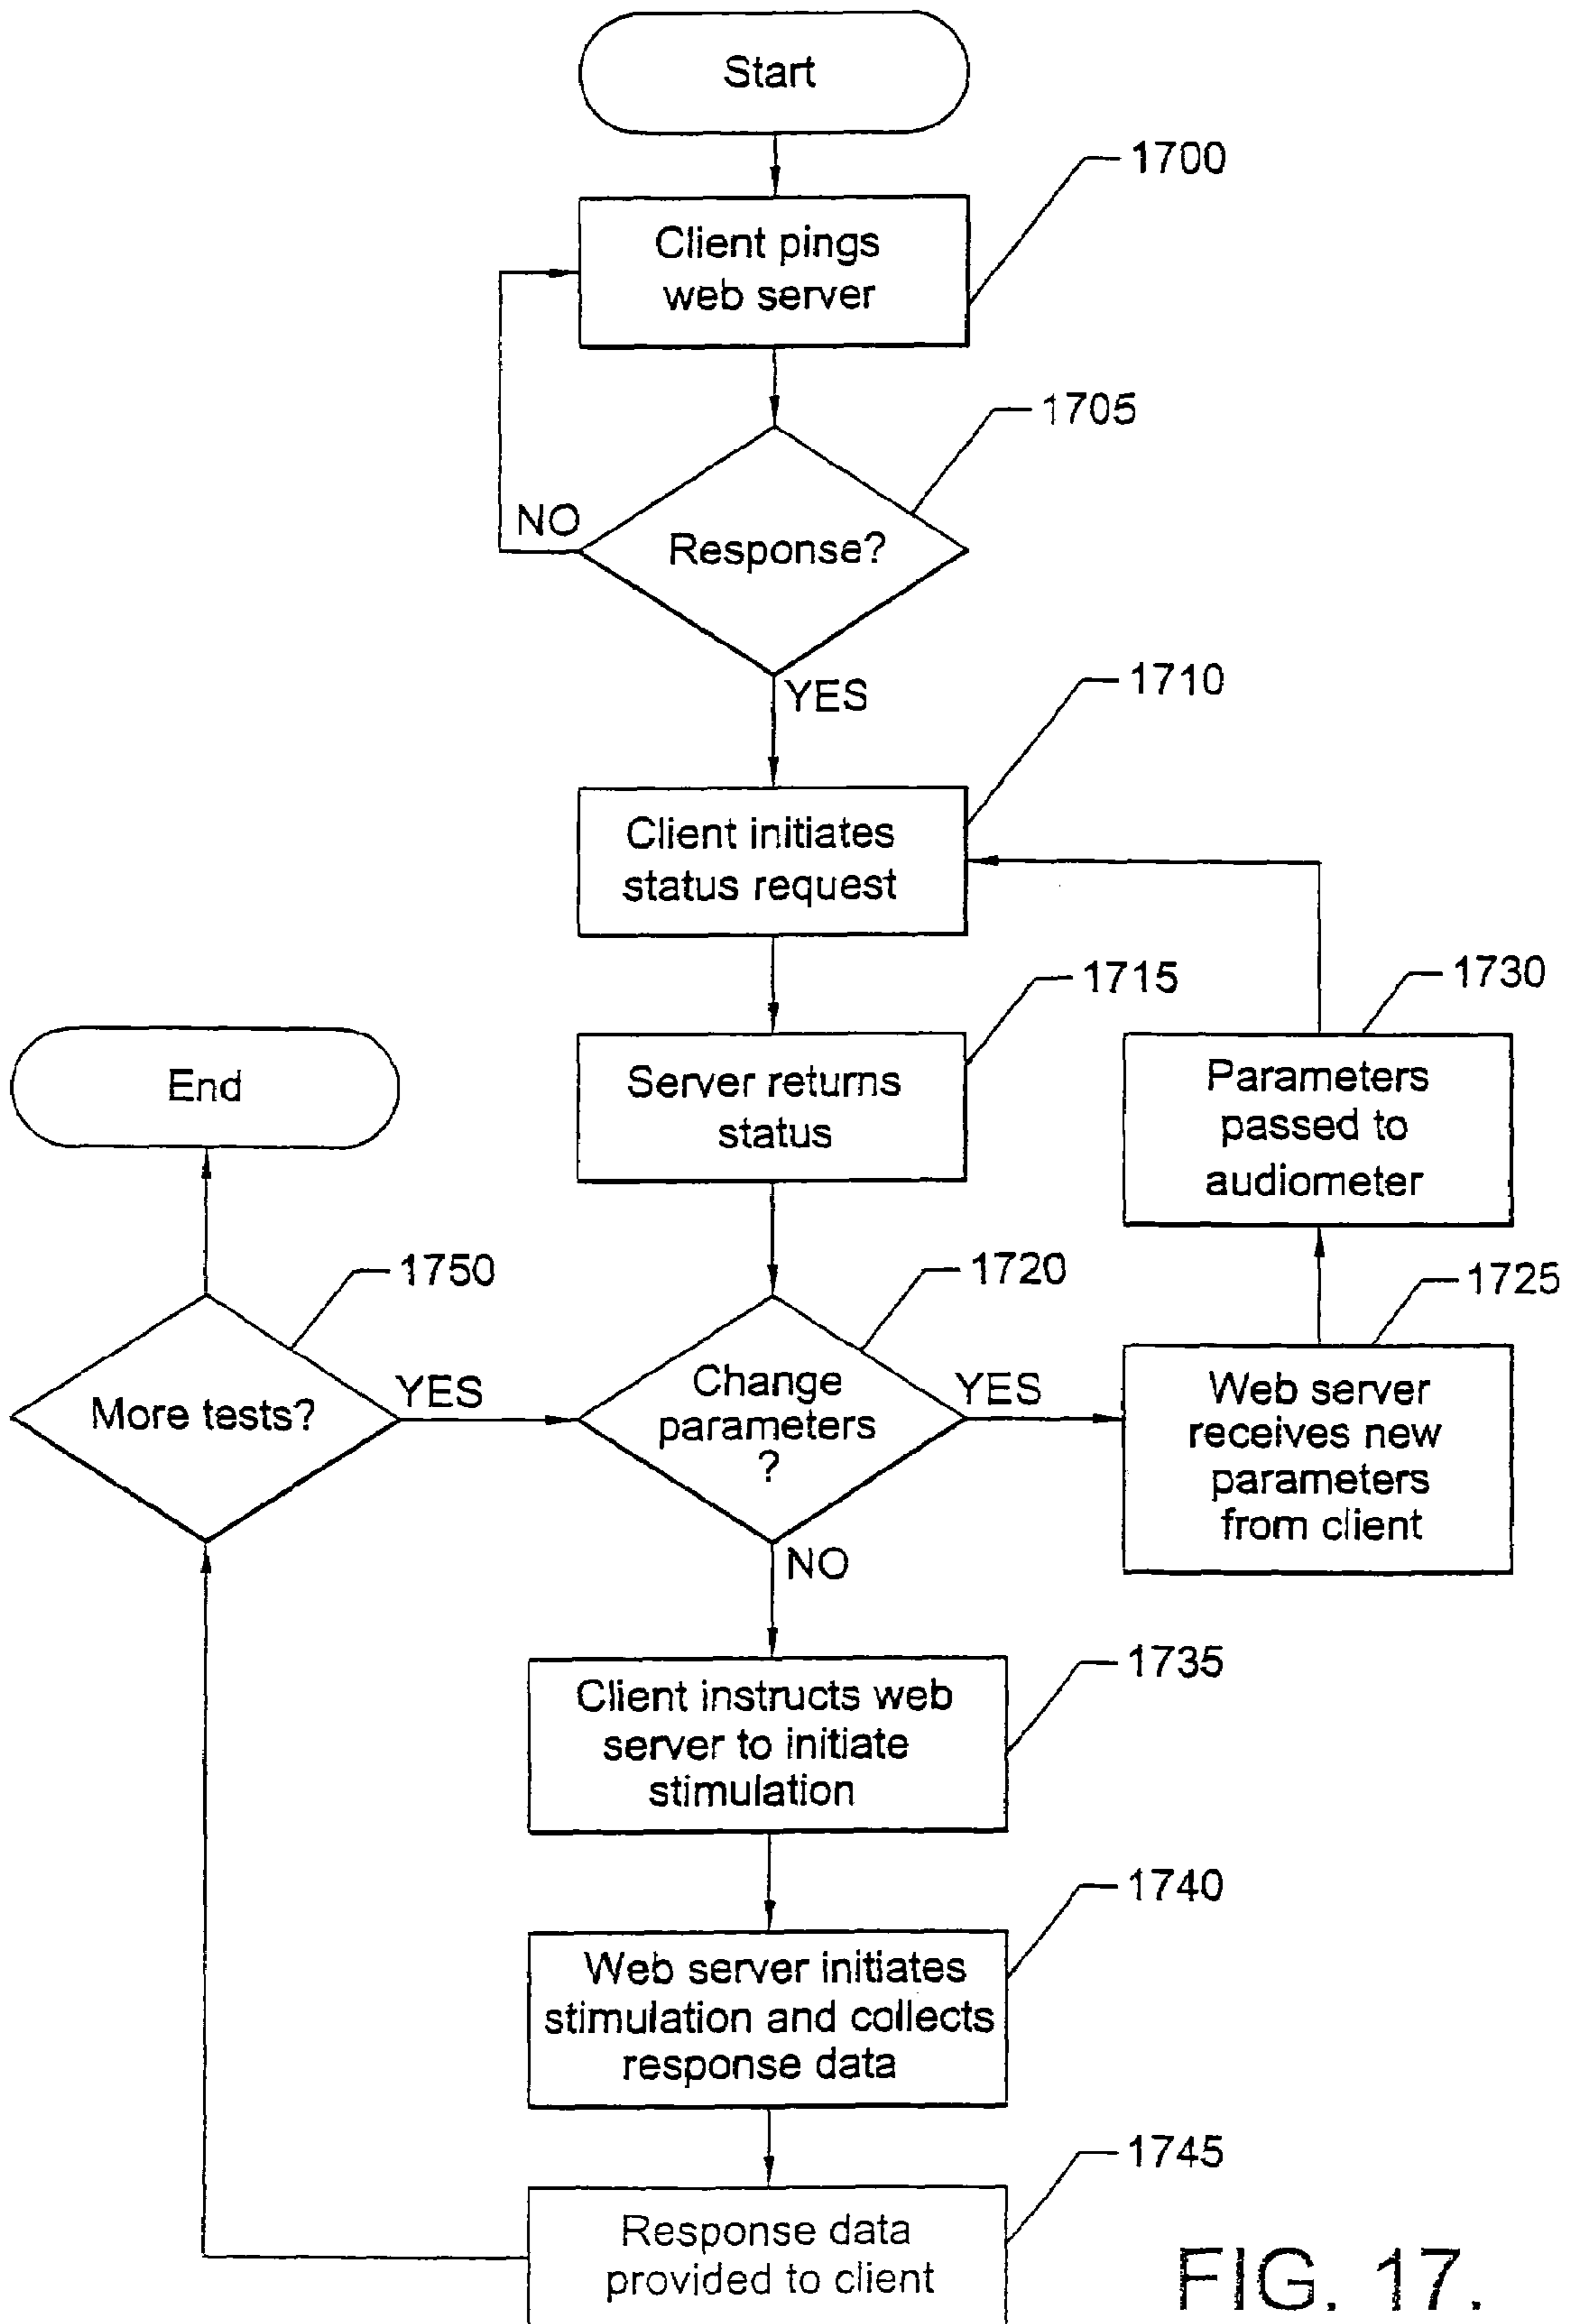 Start
1700
Client pings
web server
1705
NO
Response?
YES
1710
Client initiates
status request
1715
1730
End
Server returns
status
Parameters
passed to
audiometer
1750
1720
1725
More tests?
YES
Change
parameters
?
YES
Web server
receives new
parameters
from client
NO
1735
Client instructs web
server to initiate
stimulation
1740
Web server initiates
stimulation and collects
response data
1745
Response data
provided to client
FIG. 17.